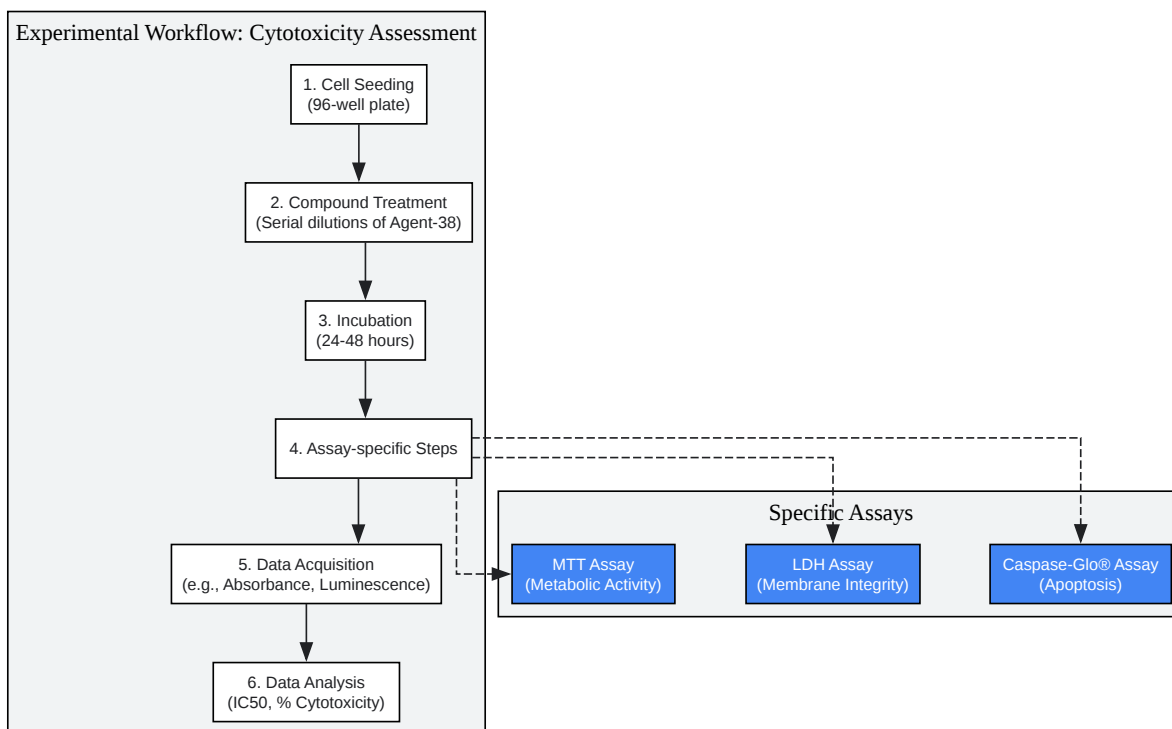 Experimental Workflow: Cytotoxicity Assessment
1. Cell Seeding
(96-well plate)
2. Compound Treatment
(Serial dilutions of Agent-38)
3. Incubation
(24-48 hours)
4. Assay-specific Steps
5. Data Acquisition
(e.g., Absorbance, Luminescence)
6. Data Analysis
(IC50, % Cytotoxicity)
Specific Assays
MTT Assay
(Metabolic Activity)
LDH Assay
(Membrane Integrity)
Caspase-Glo® Assay
(Apoptosis)